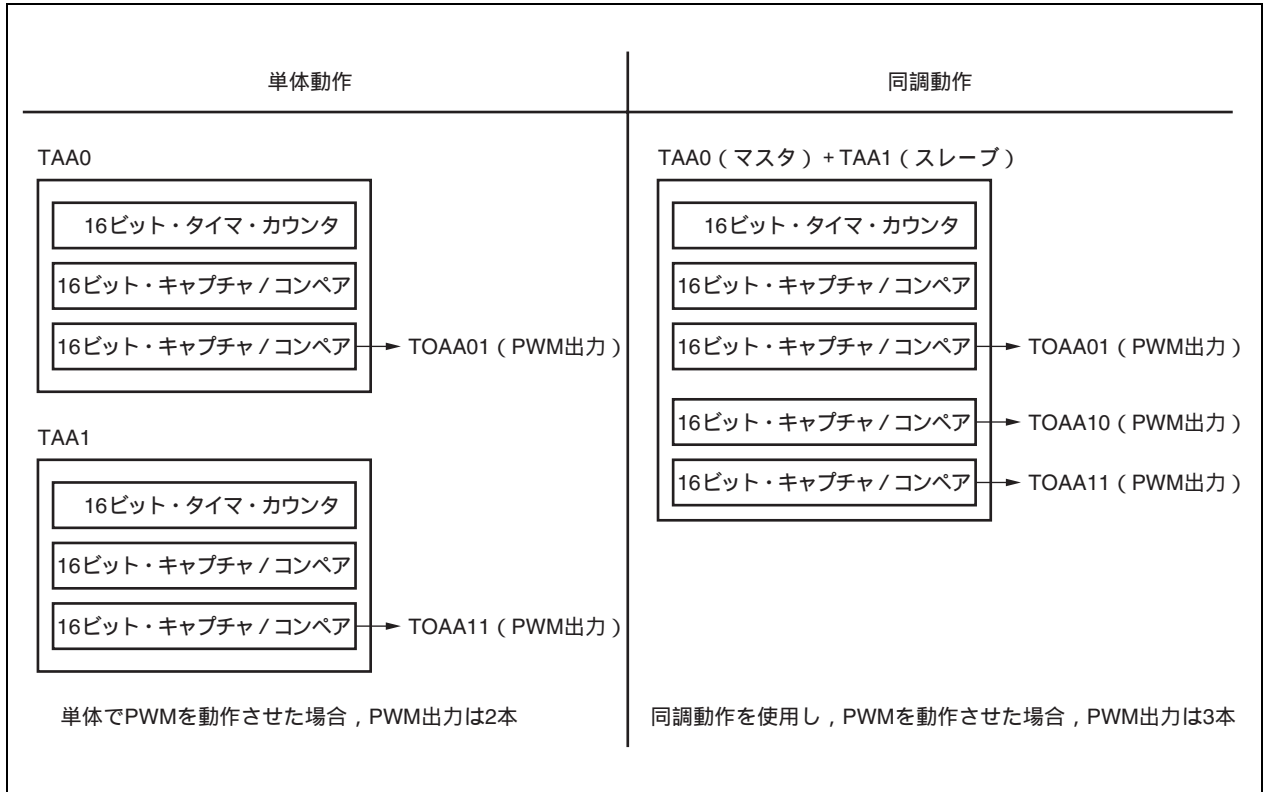 単体動作
TAA0
16ビット・タイマ・カウンタ
16ビット・キャプチャ / コンペア
16ビット・キャプチャ / コンペア
TOAA01(PWM出力)
TAA1
16ビット・タイマ・カウンタ
16ビット・キャプチャ / コンペア
16ビット・キャプチャ / コンペア
TOAA11(PWM出力)
単体でPWMを動作させた場合,PWM出力は2本
同調動作
TAA0(マスタ)+TAA1(スレーブ)
16ビット・タイマ・カウンタ
16ビット・キャプチャ / コンペア
16ビット・キャプチャ / コンペア
TOAA01(PWM出力)
16ビット・キャプチャ / コンペア
TOAA10(PWM出力)
16ビット・キャプチャ / コンペア
TOAA11(PWM出力)
同調動作を使用し,PWMを動作させた場合,PWM出力は3本